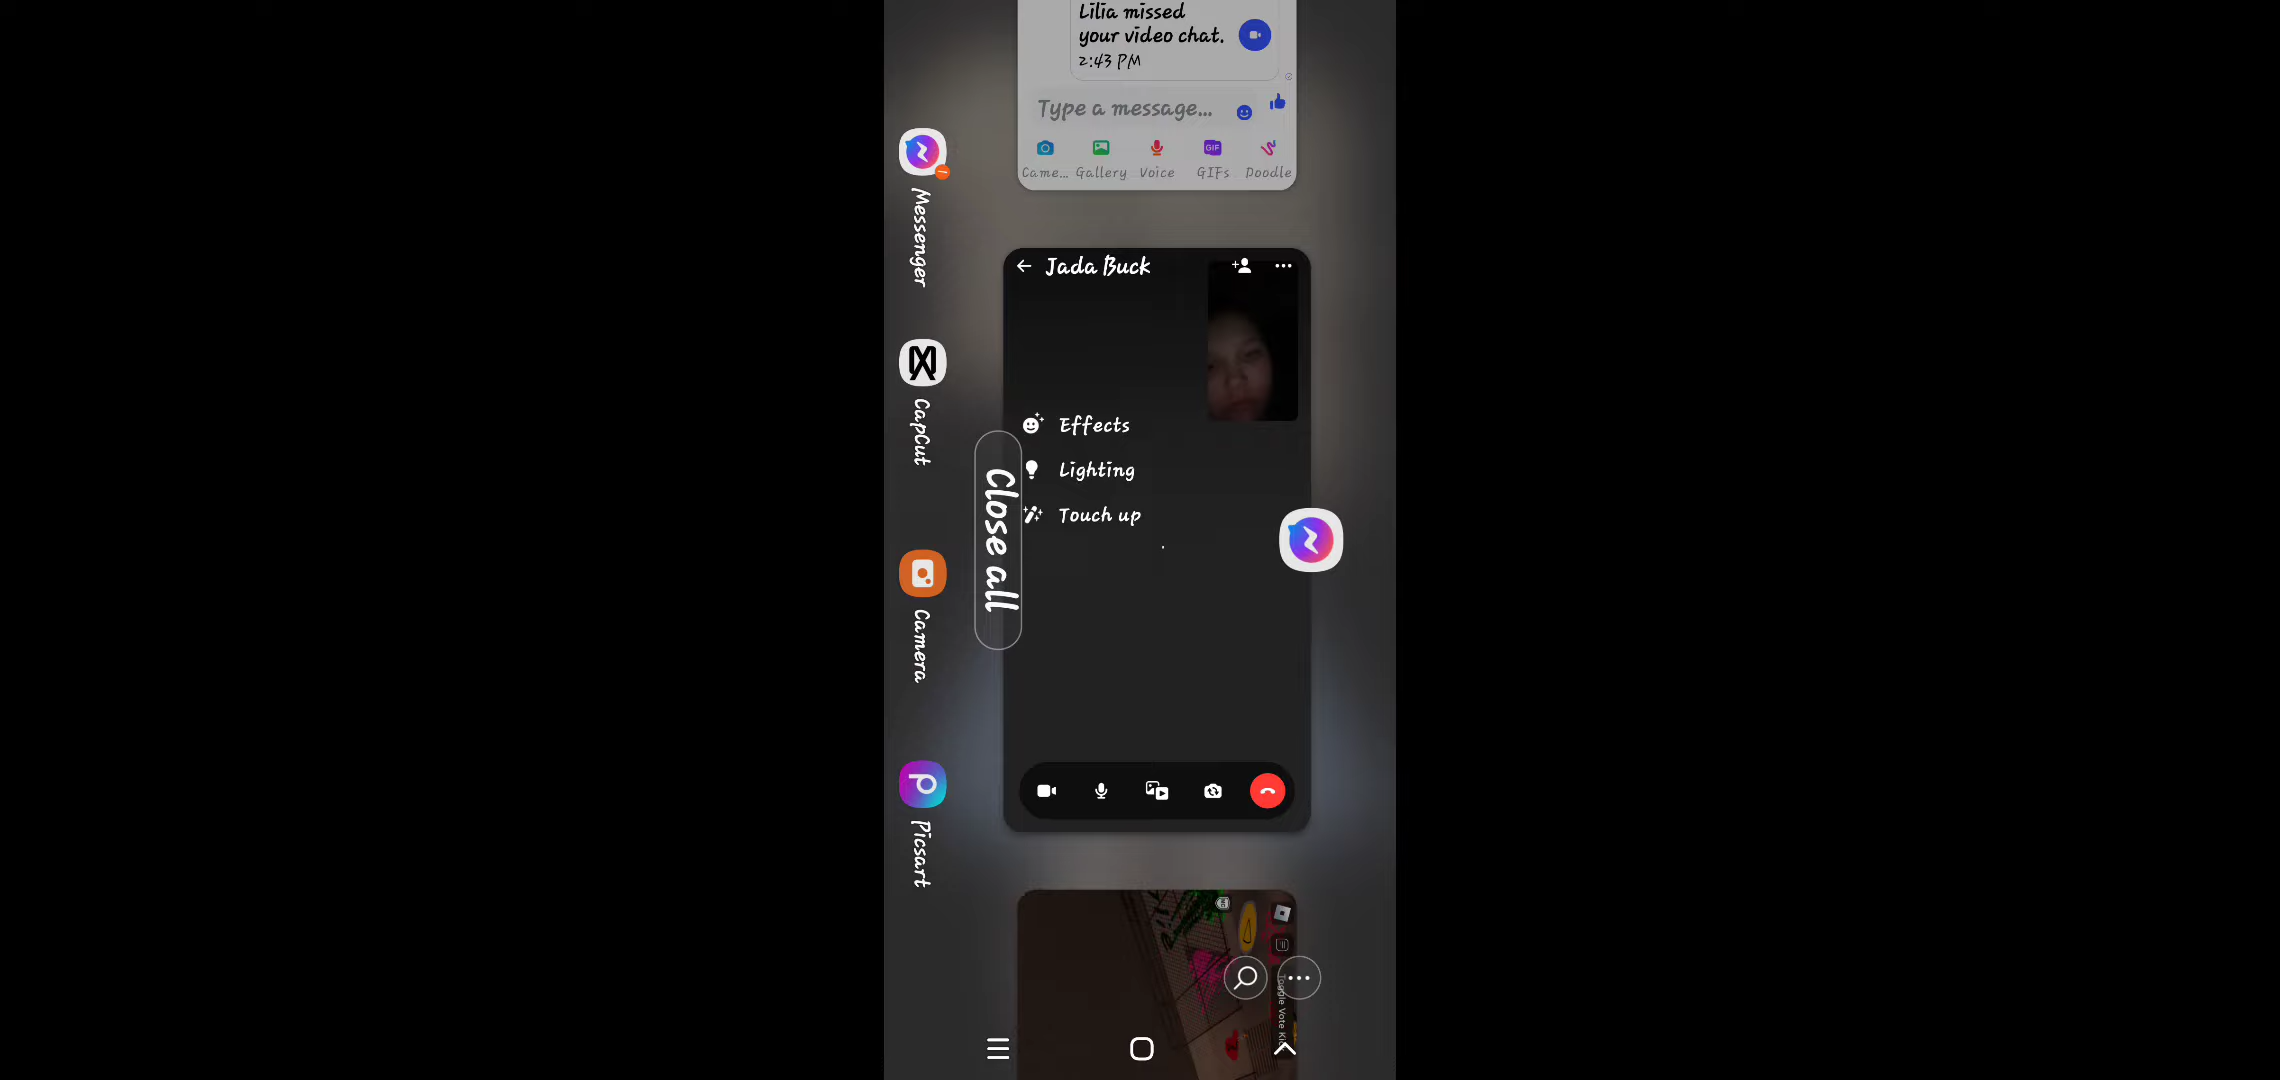 Lilia missed
your video chat.
2:43 PM
Type a message...
Came... Gallery Voice GIFs Doodle
GIF
Messenger
Jada Buck
CapCut
Effects
Lighting
Touch up
Close all
Camera
Picsart